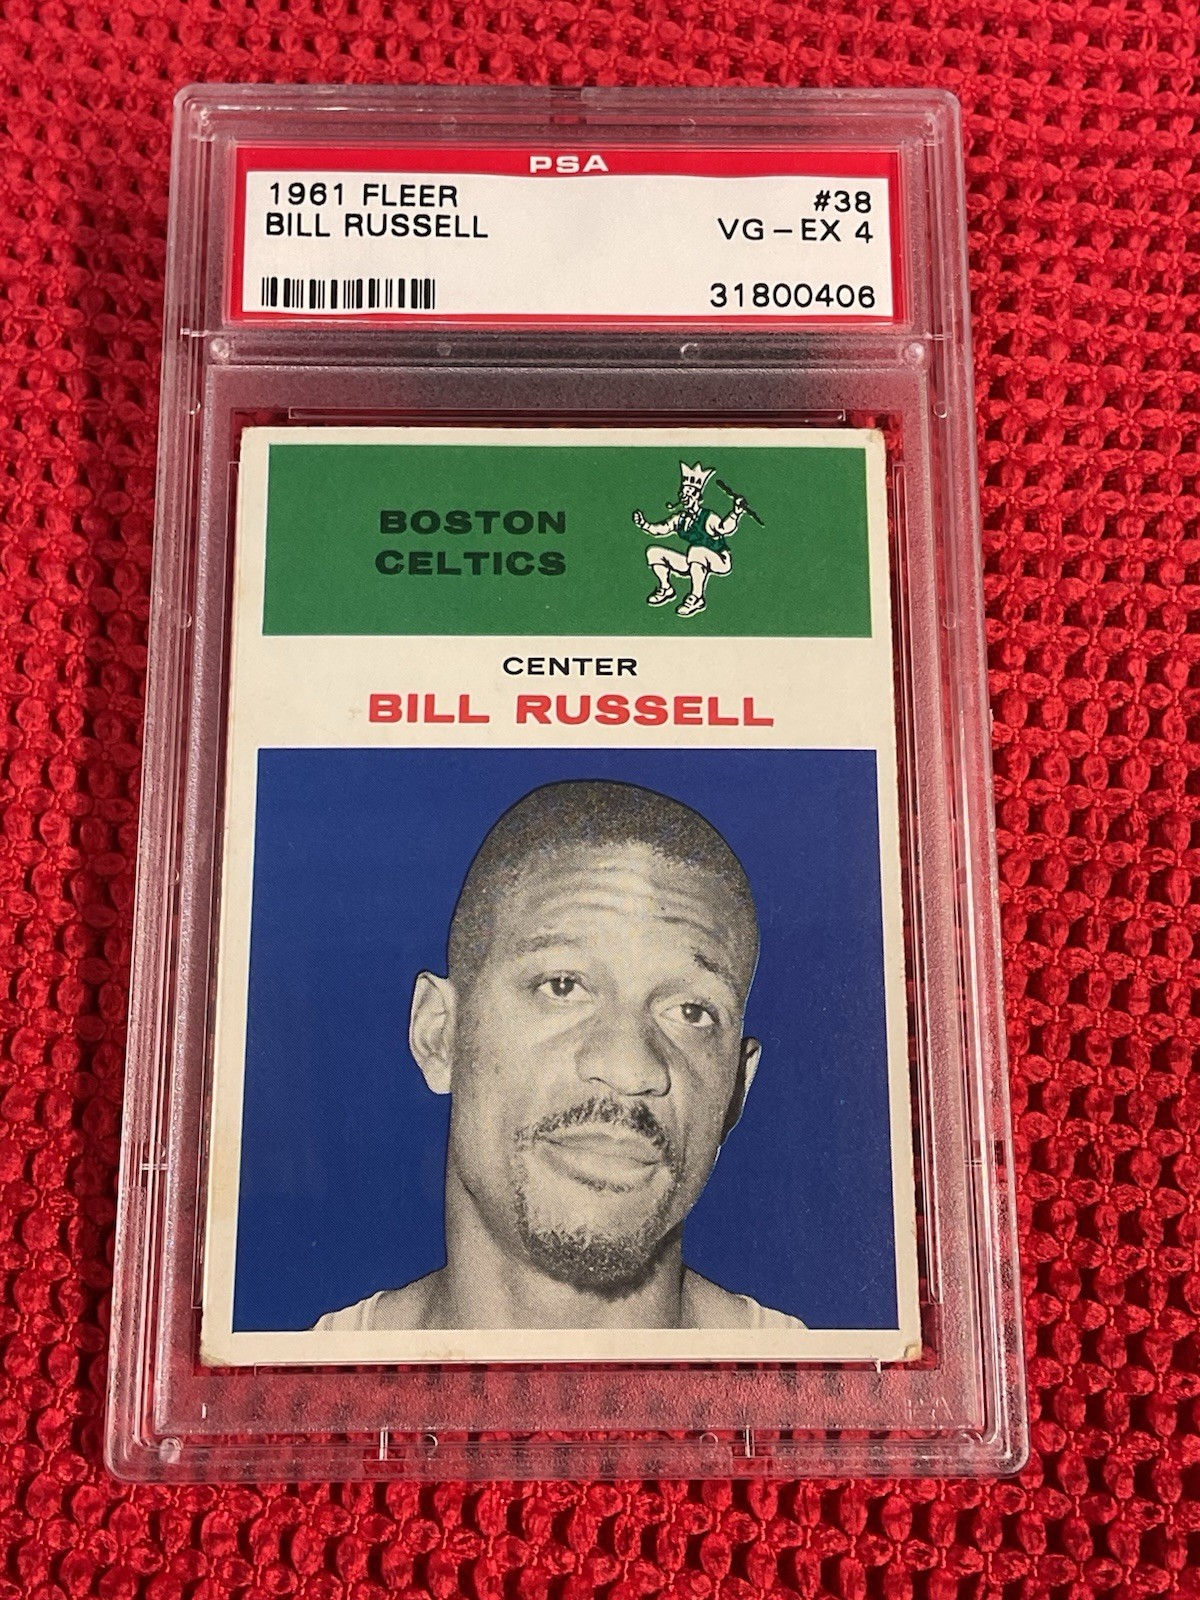 PSA
1961 FLEER #38
BILL RUSSELL VG-EX 4
31800406
BOSTON
CELTICS
CENTER
BILL RUSSELL